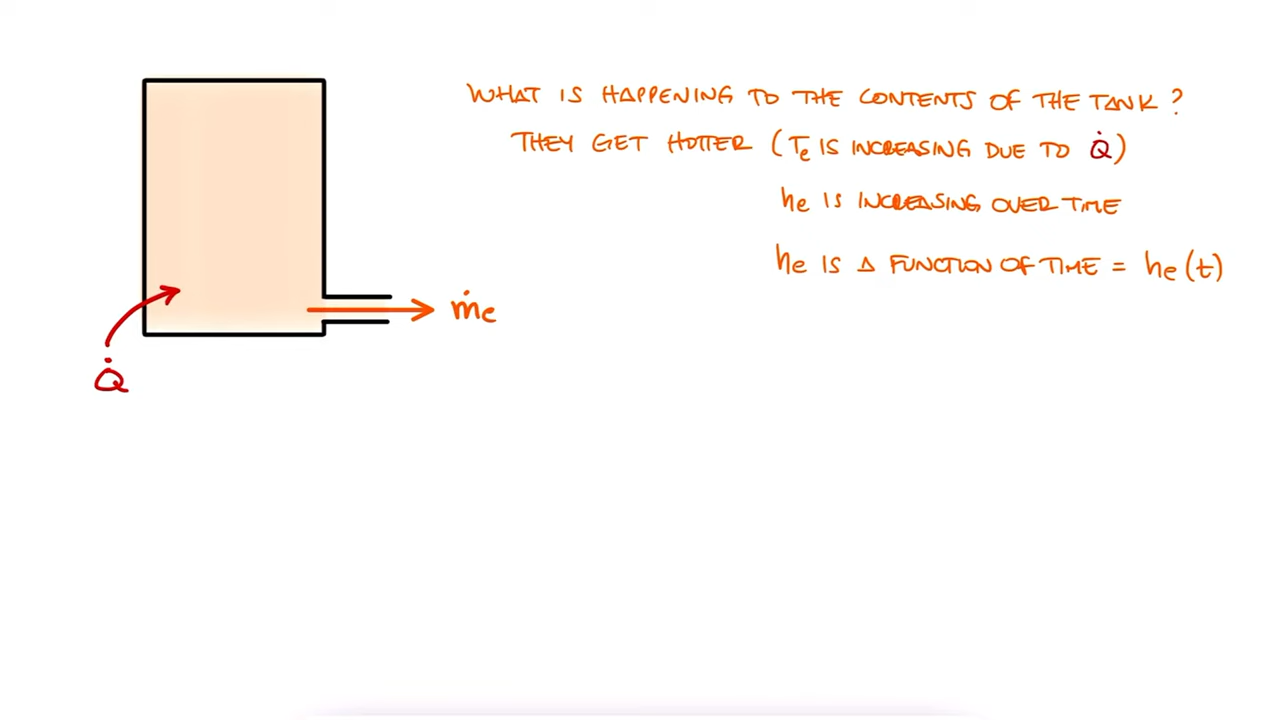 WHAT IS HAPPENING TO THE CONTENTS OF THE TANK?
THEY GET HOTTER (Te IS INCREASING DUE TO Q̇)
he IS INCREASING OVER TIME
he IS A FUNCTION OF TIME = he(t)
ṁe
Q̇